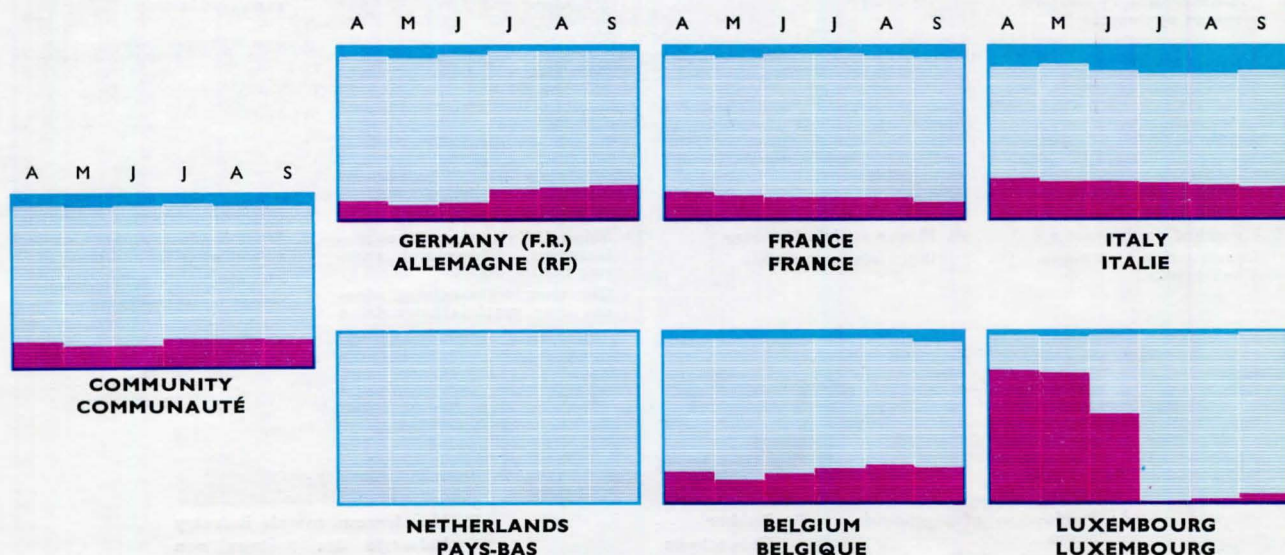 A M J J A S
A M J J A S
A M J J A S
A M J J A S
GERMANY (F.R.)
ALLEMAGNE (RF)
FRANCE
FRANCE
ITALY
ITALIE
COMMUNITY
COMMUNAUTÉ
NETHERLANDS
PAYS-BAS
BELGIUM
BELGIQUE
LUXEMBOURG
LUXEMBOURG